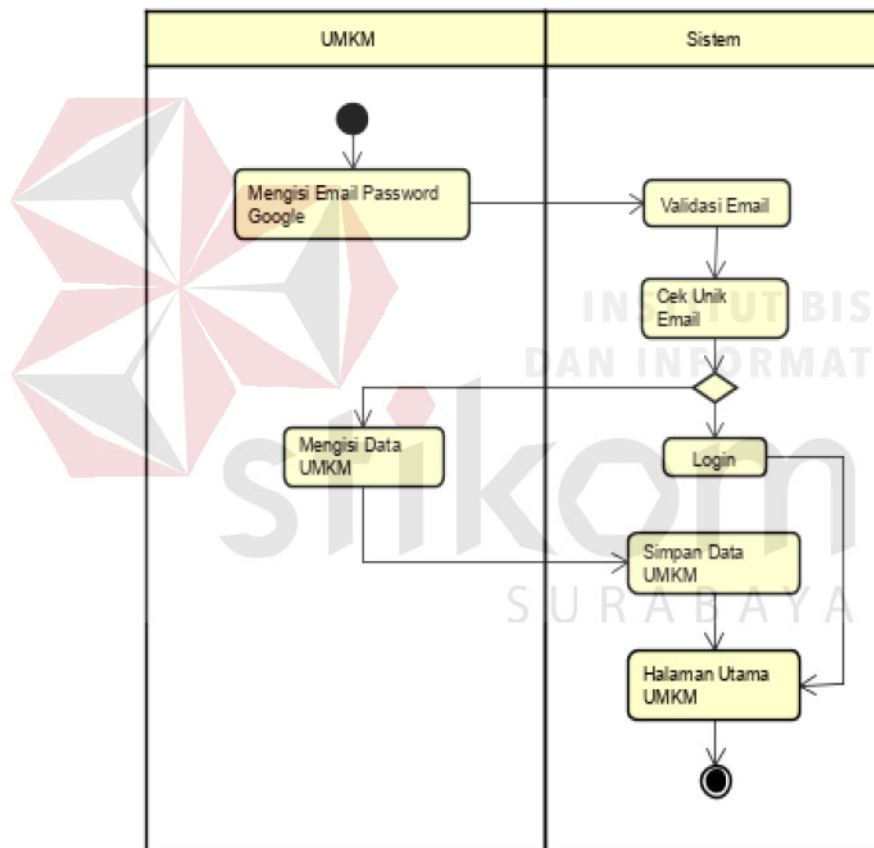 UMKM
Sistem
Mengisi Email Password
Google
Validasi Email
Cek Unik
Email
INSTITUT BIS
DAN INFORMAT
Mengisi Data
UMKM
Login
stikom
Simpan Data
UMKM
SURABAYA
Halaman Utama
UMKM